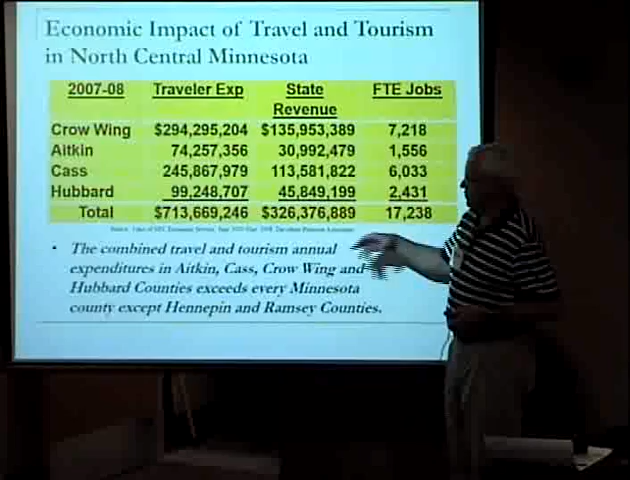 Economic Impact of Travel and Tourism
in North Central Minnesota
2007-08 Traveler Exp State Revenue FTE Jobs
Crow Wing $294,295,204 $135,953,389 7,218
Aitkin 74,257,356 30,992,479 1,556
Cass 245,867,979 113,581,822 6,033
Hubbard 99,248,707 45,849,199 2,431
Total $713,669,246 $326,376,889 17,238
• The combined travel and tourism annual
expenditures in Aitkin, Cass, Crow Wing and
Hubbard Counties exceeds every Minnesota
county except Hennepin and Ramsey Counties.